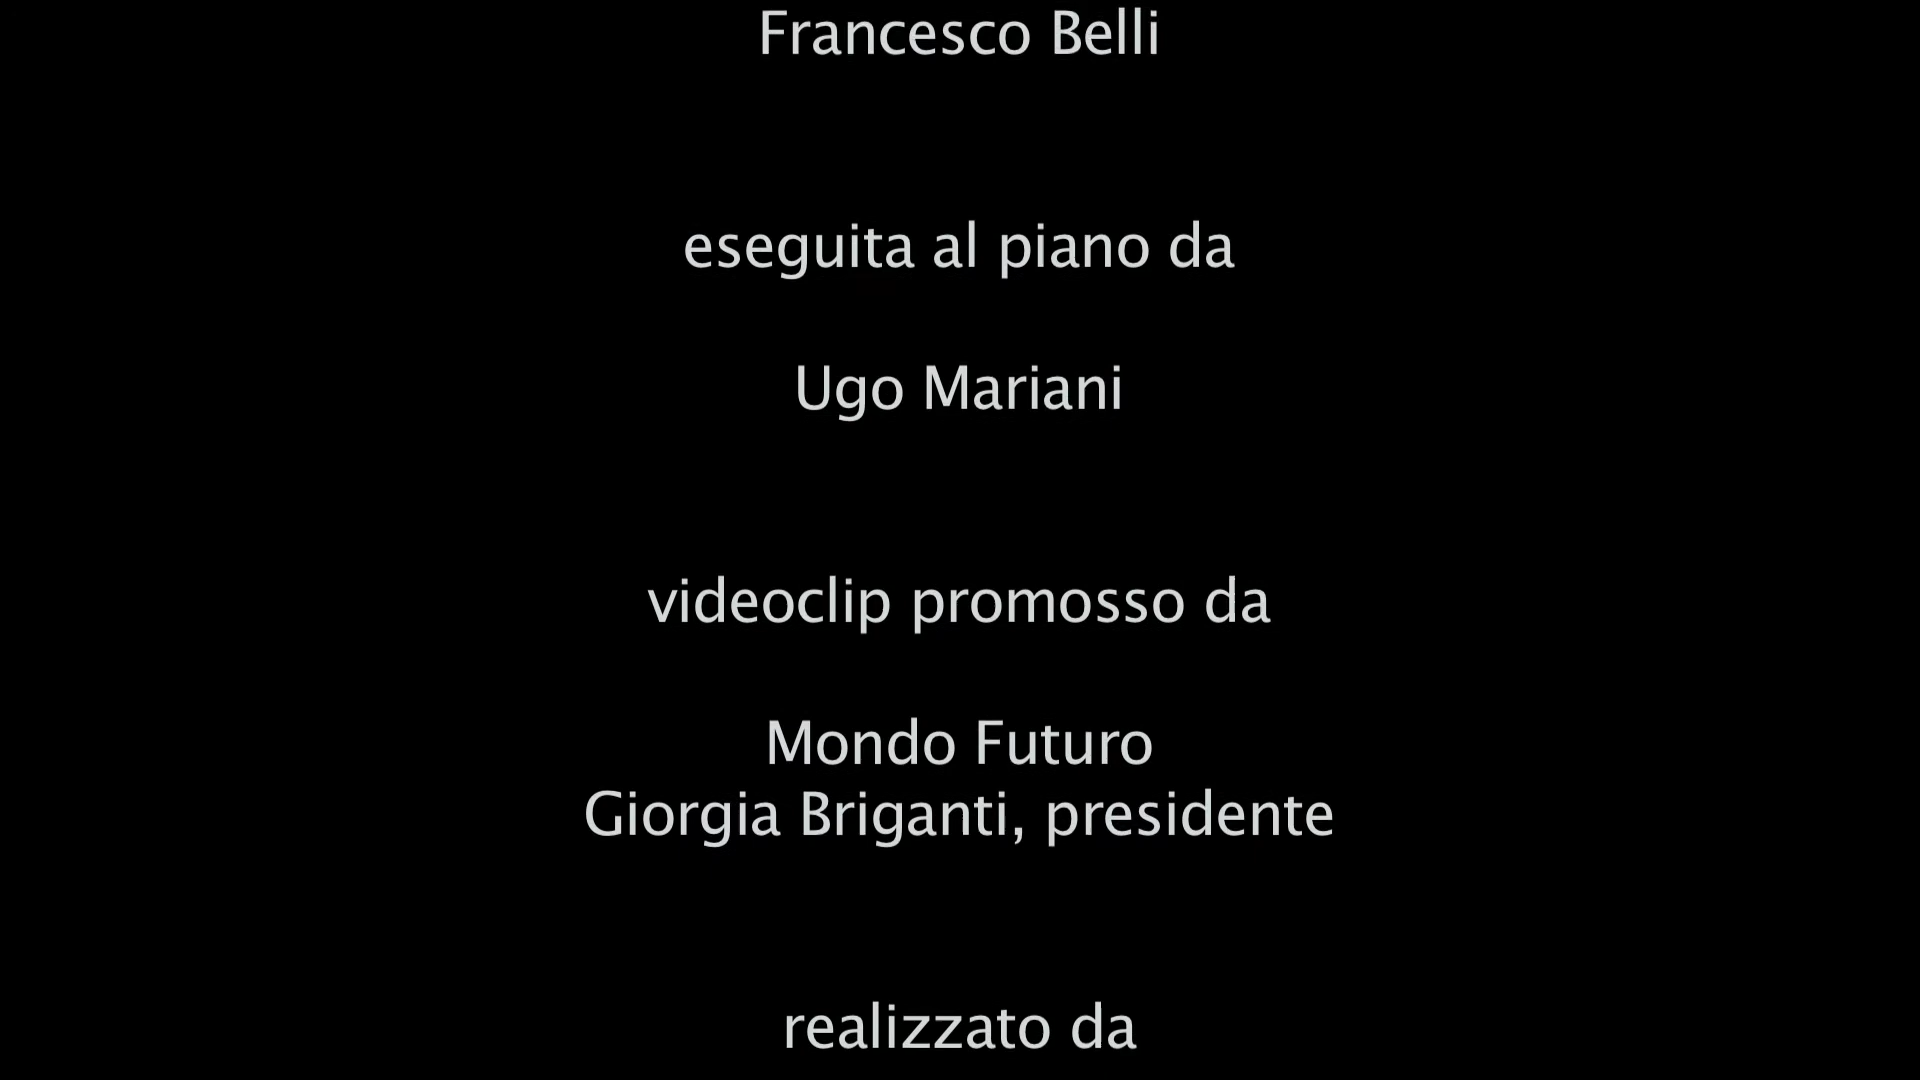 Francesco Belli
eseguita al piano da
Ugo Mariani
videoclip promosso da
Mondo Futuro
Giorgia Briganti, presidente
realizzato da